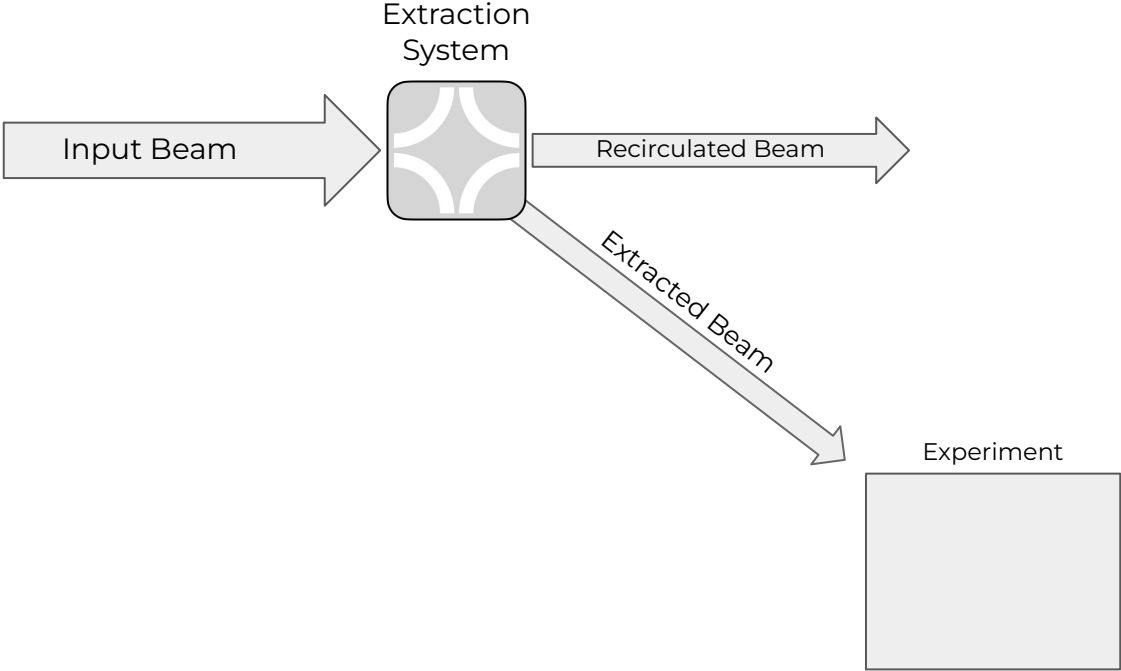 Extraction
System
Input Beam
Recirculated Beam
Extracted Beam
Experiment